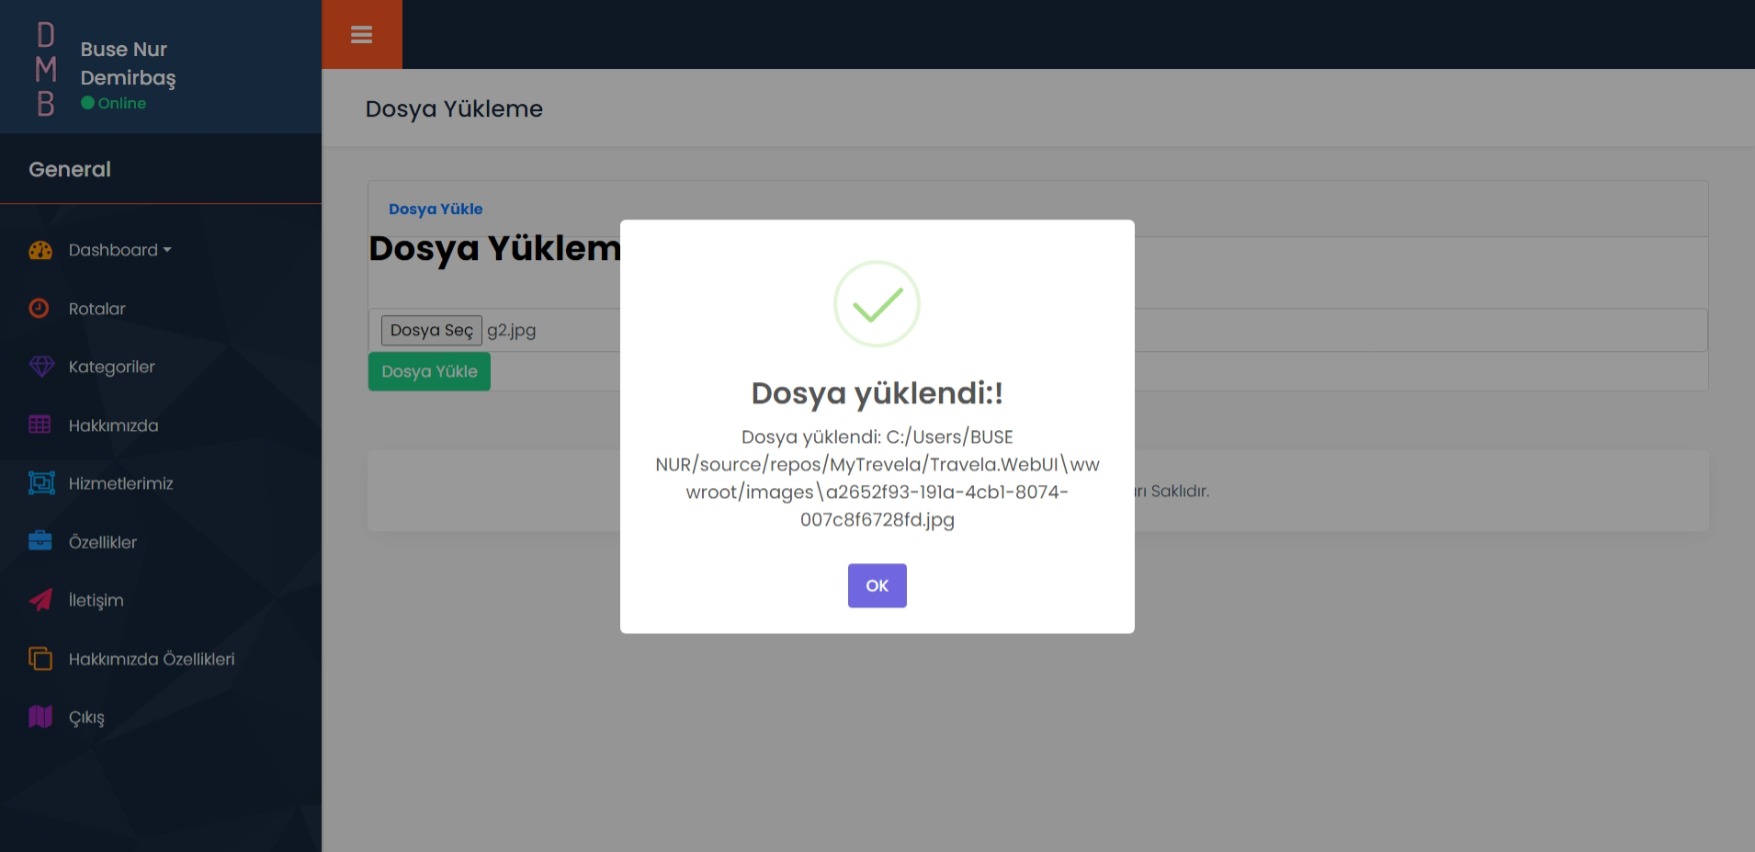 D
M
B
Buse Nur
Demirbaş
Online
General
Dashboard
Rotalar
Kategoriler
Hakkımızda
Hizmetlerimiz
Özellikler
İletişim
Hakkımızda Özellikleri
Çıkış
Dosya Yükleme
Dosya Yükle
Dosya Yüklem
Dosya Seç g2.jpg
Dosya Yükle
Saklıdır.
Dosya yüklendi:!
Dosya yüklendi: C:/Users/BUSE
NUR/source/repos/MyTrevela/Travela.WebUI\ww
wroot/images\a2652f93-191a-4cb1-8074-
007c8f6728fd.jpg
OK